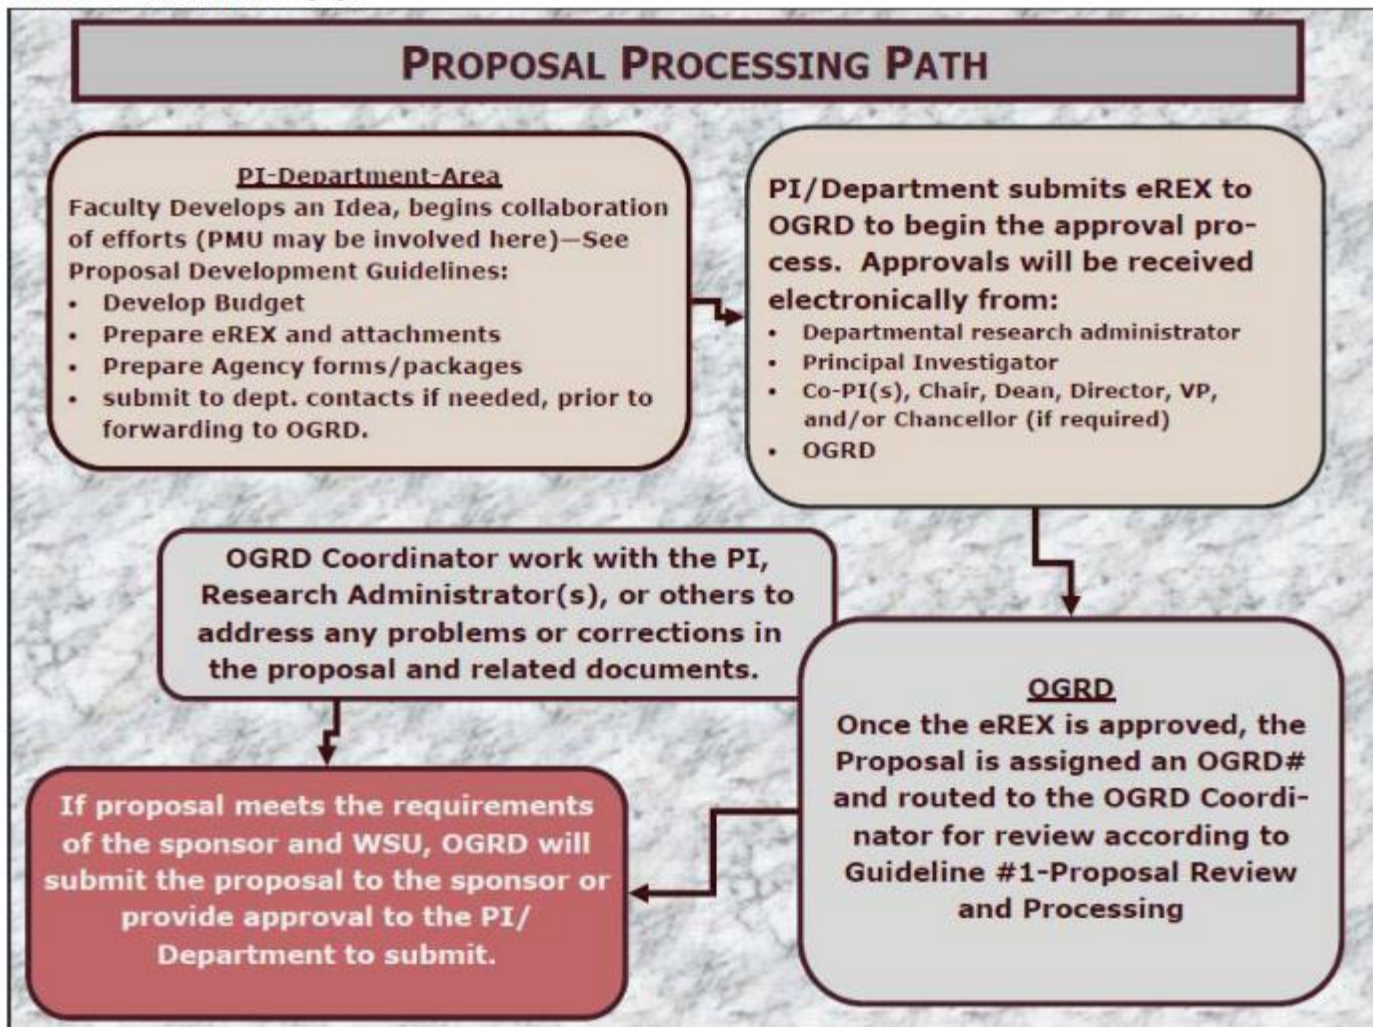 PROPOSAL PROCESSING PATH
PI-Department-Area
Faculty Develops an Idea, begins collaboration
of efforts (PMU may be involved here)—See
Proposal Development Guidelines:
• Develop Budget
• Prepare eREX and attachments
• Prepare Agency forms/packages
• submit to dept. contacts if needed, prior to
forwarding to OGRD.
PI/Department submits eREX to
OGRD to begin the approval pro-
cess. Approvals will be received
electronically from:
• Departmental research administrator
• Principal Investigator
• Co-PI(s), Chair, Dean, Director, VP,
and/or Chancellor (if required)
• OGRD
OGRD Coordinator work with the PI,
Research Administrator(s), or others to
address any problems or corrections in
the proposal and related documents.
OGRD
Once the eREX is approved, the
Proposal is assigned an OGRD#
and routed to the OGRD Coordi-
nator for review according to
Guideline #1-Proposal Review
and Processing
If proposal meets the requirements
of the sponsor and WSU, OGRD will
submit the proposal to the sponsor or
provide approval to the PI/
Department to submit.